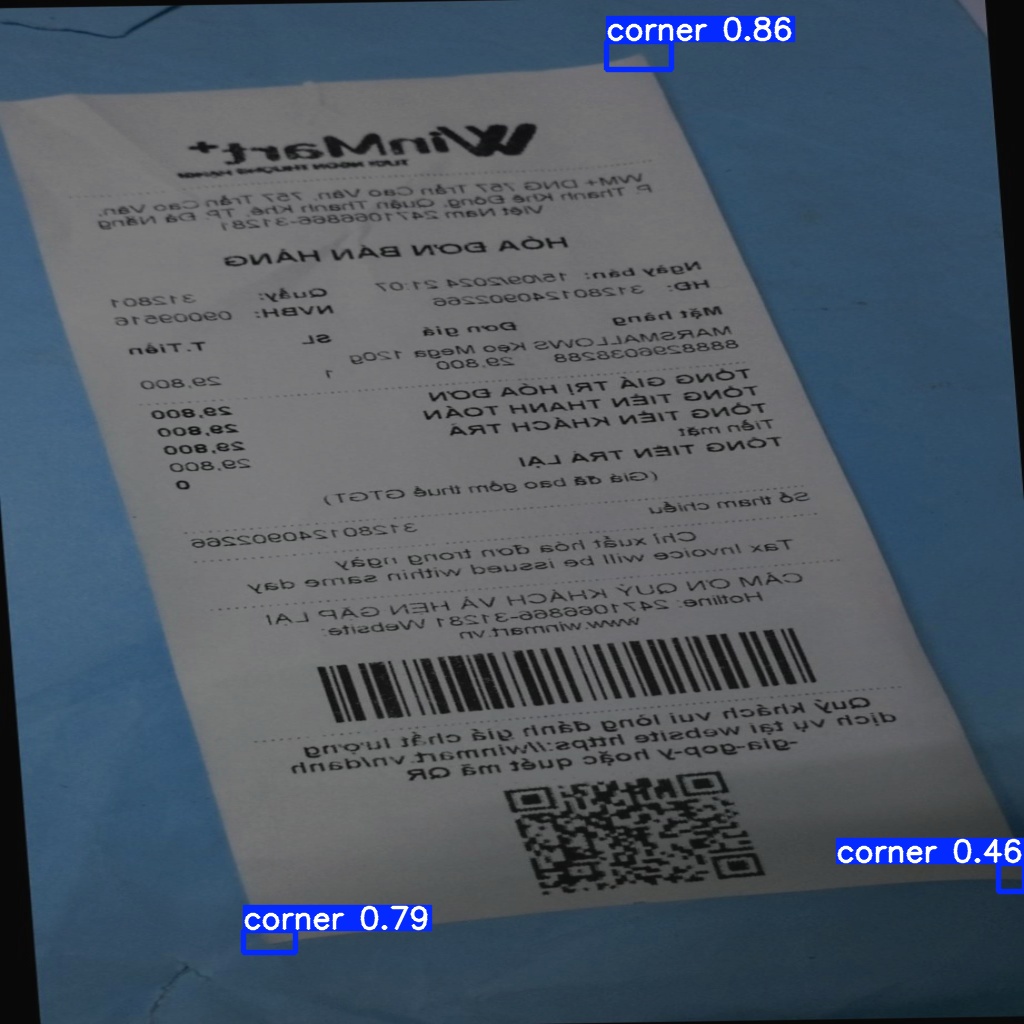 corner 0.86
WinMart+
TƯƠI NGON THƯỢNG HẠNG
WM+ DNG 757 Trần Cao Vân, 757 Trần Cao Vân,
P. Thanh Khê Đông, Quận Thanh Khê, TP. Đà Nẵng
Việt Nam 2471066866-31281
HÓA ĐƠN BÁN HÀNG
Ngày bán: 15/09/2024 21:07 Quầy: 312801
HĐ: 312801240902266 NVBH: 09009516
Mặt hàng Đơn giá SL T.Tiền
MARSMALLOWS Kẹo Mega 120g
8888296038288 29.800 1 29.800
TỔNG GIÁ TRỊ HÓA ĐƠN 29.800
TỔNG TIỀN THANH TOÁN 29.800
TỔNG TIỀN KHÁCH TRẢ 29.800
Tiền mặt 29.800
TỔNG TIỀN TRẢ LẠI 0
(Giá đã bao gồm thuế GTGT)
Số tham chiếu 31280124090222266
Chỉ xuất hóa đơn trong ngày
Tax Invoice will be issued within same day
CẢM ƠN QUÝ KHÁCH VÀ HẸN GẶP LẠI
Hotline: 2471066866-31281 Website:
www.winmart.vn
Quý khách vui lòng đánh giá chất lượng
dịch vụ tại website https://winmart.vn/danh
-gia-gop-y hoặc quét mã QR
corner 0.46
corner 0.79